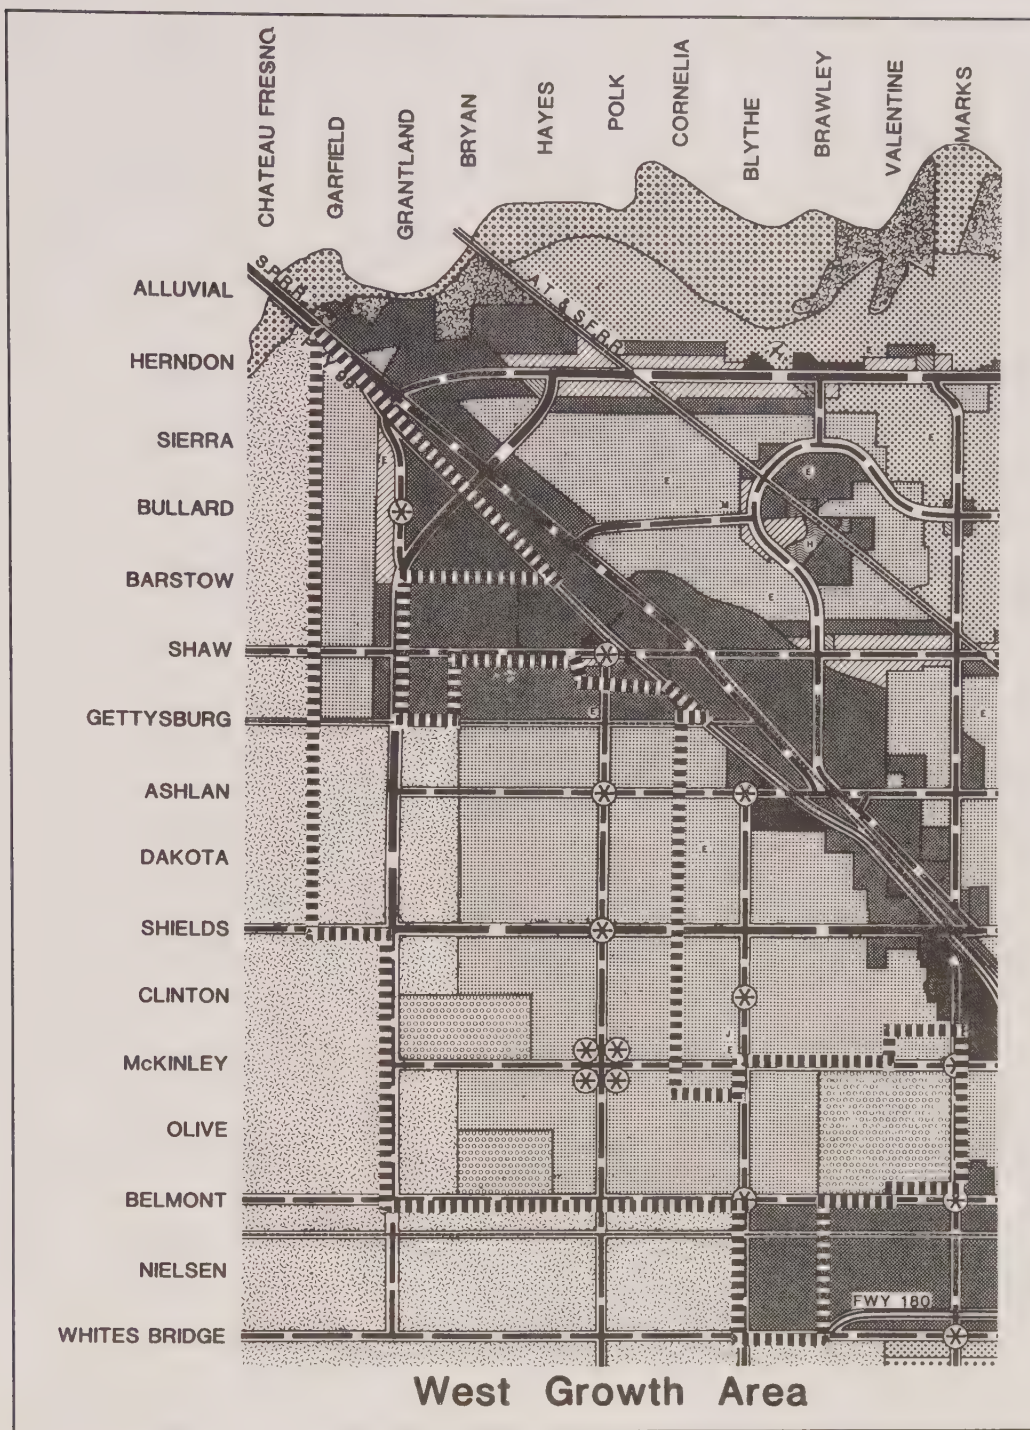 CHATEAU FRESNO
GARFIELD
GRANTLAND
BRYAN
HAYES
POLK
CORNELIA
BLYTHE
BRAWLEY
VALENTINE
MARKS
ALLUVIAL
HERNDON
SIERRA
BULLARD
BARSTOW
SHAW
GETTYSBURG
ASHLAN
DAKOTA
SHIELDS
CLINTON
McKINLEY
OLIVE
BELMONT
NIELSEN
WHITES BRIDGE
S.P.R.R.
A.T. & S.F.R.R.
E
E
E
E
E
M
E
H
E
E
E
E
E
J
E
FWY 180
West Growth Area